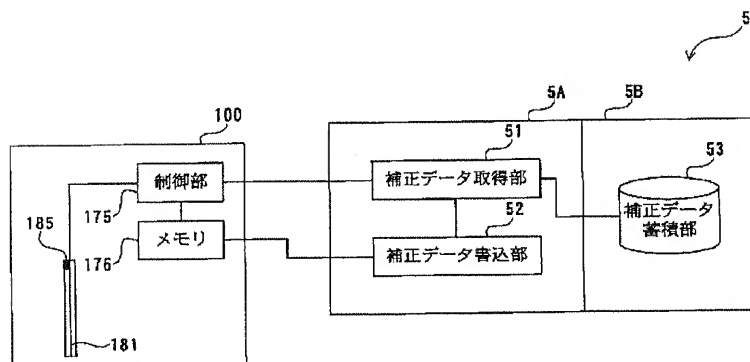 5
5A
5B
100
51
53
制御部
補正データ取得部
175
52
補正データ
蓄積部
185
メモリ
補正データ書込部
176
181